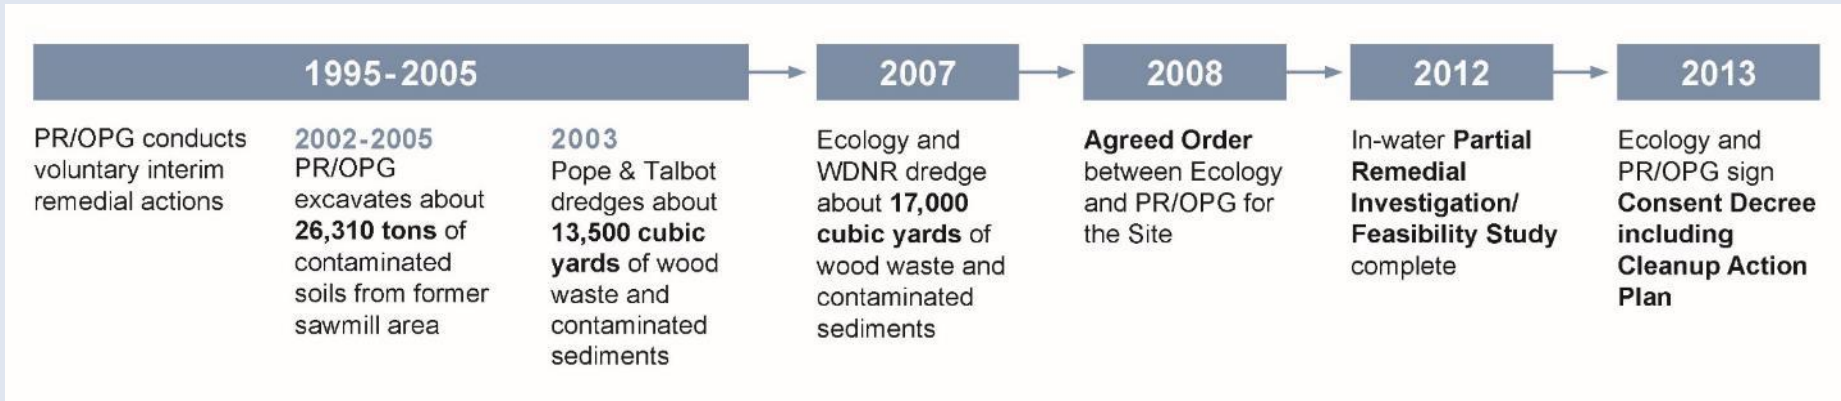 1995-2005
PR/OPG conducts
voluntary interim
remedial actions
2002-2005
PR/OPG
excavates about
26,310 tons of
contaminated
soils from former
sawmill area
2003
Pope & Talbot
dredges about
13,500 cubic
yards of wood
waste and
contaminated
sediments
2007
Ecology and
WDNR dredge
about 17,000
cubic yards of
wood waste and
contaminated
sediments
2008
Agreed Order
between Ecology
and PR/OPG for
the Site
2012
In-water Partial
Remedial
Investigation/
Feasibility Study
complete
2013
Ecology and
PR/OPG sign
Consent Decree
including
Cleanup Action
Plan